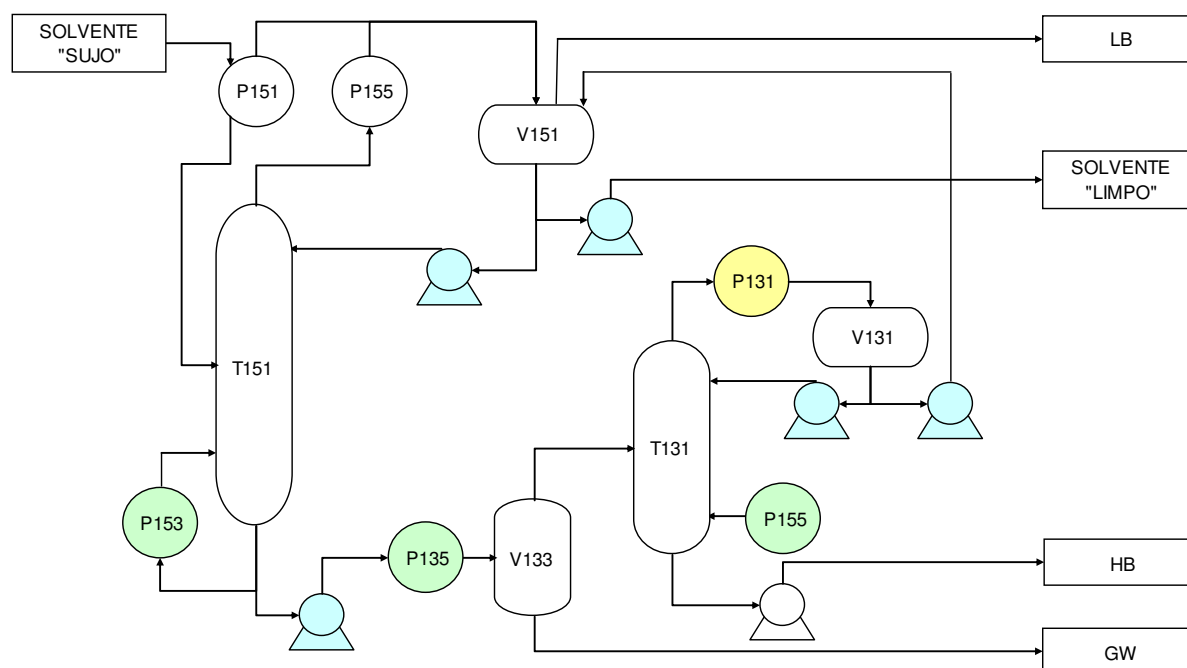 SOLVENTE
"SUJO"
LB
P151
P155
V151
SOLVENTE
"LIMPO"
P131
V131
T151
T131
P153
P135
V133
P155
HB
GW